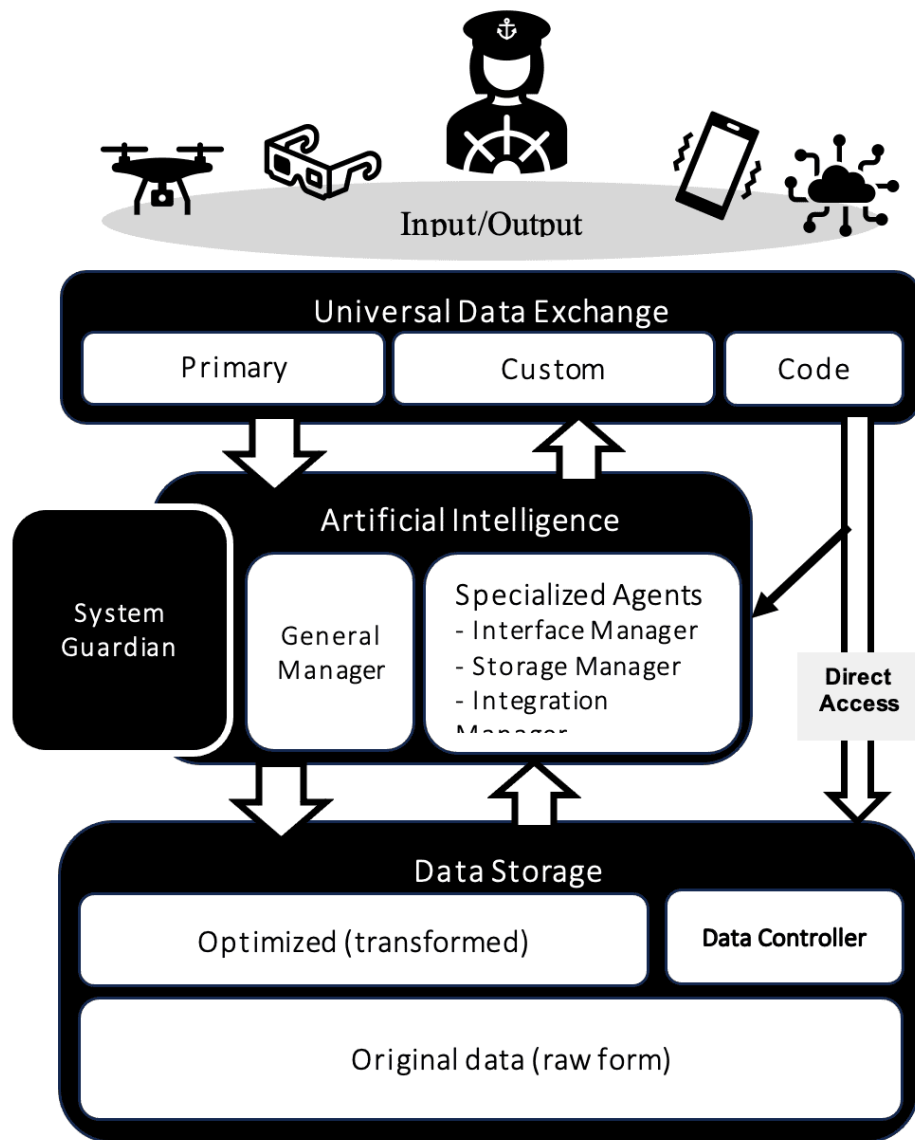 Input/Output
Universal Data Exchange
Primary
Custom
Code
Artificial Intelligence
System
Guardian
General
Manager
Specialized Agents
- Interface Manager
- Storage Manager
- Integration
Manager
Direct
Access
Data Storage
Optimized (transformed)
Data Controller
Original data (raw form)